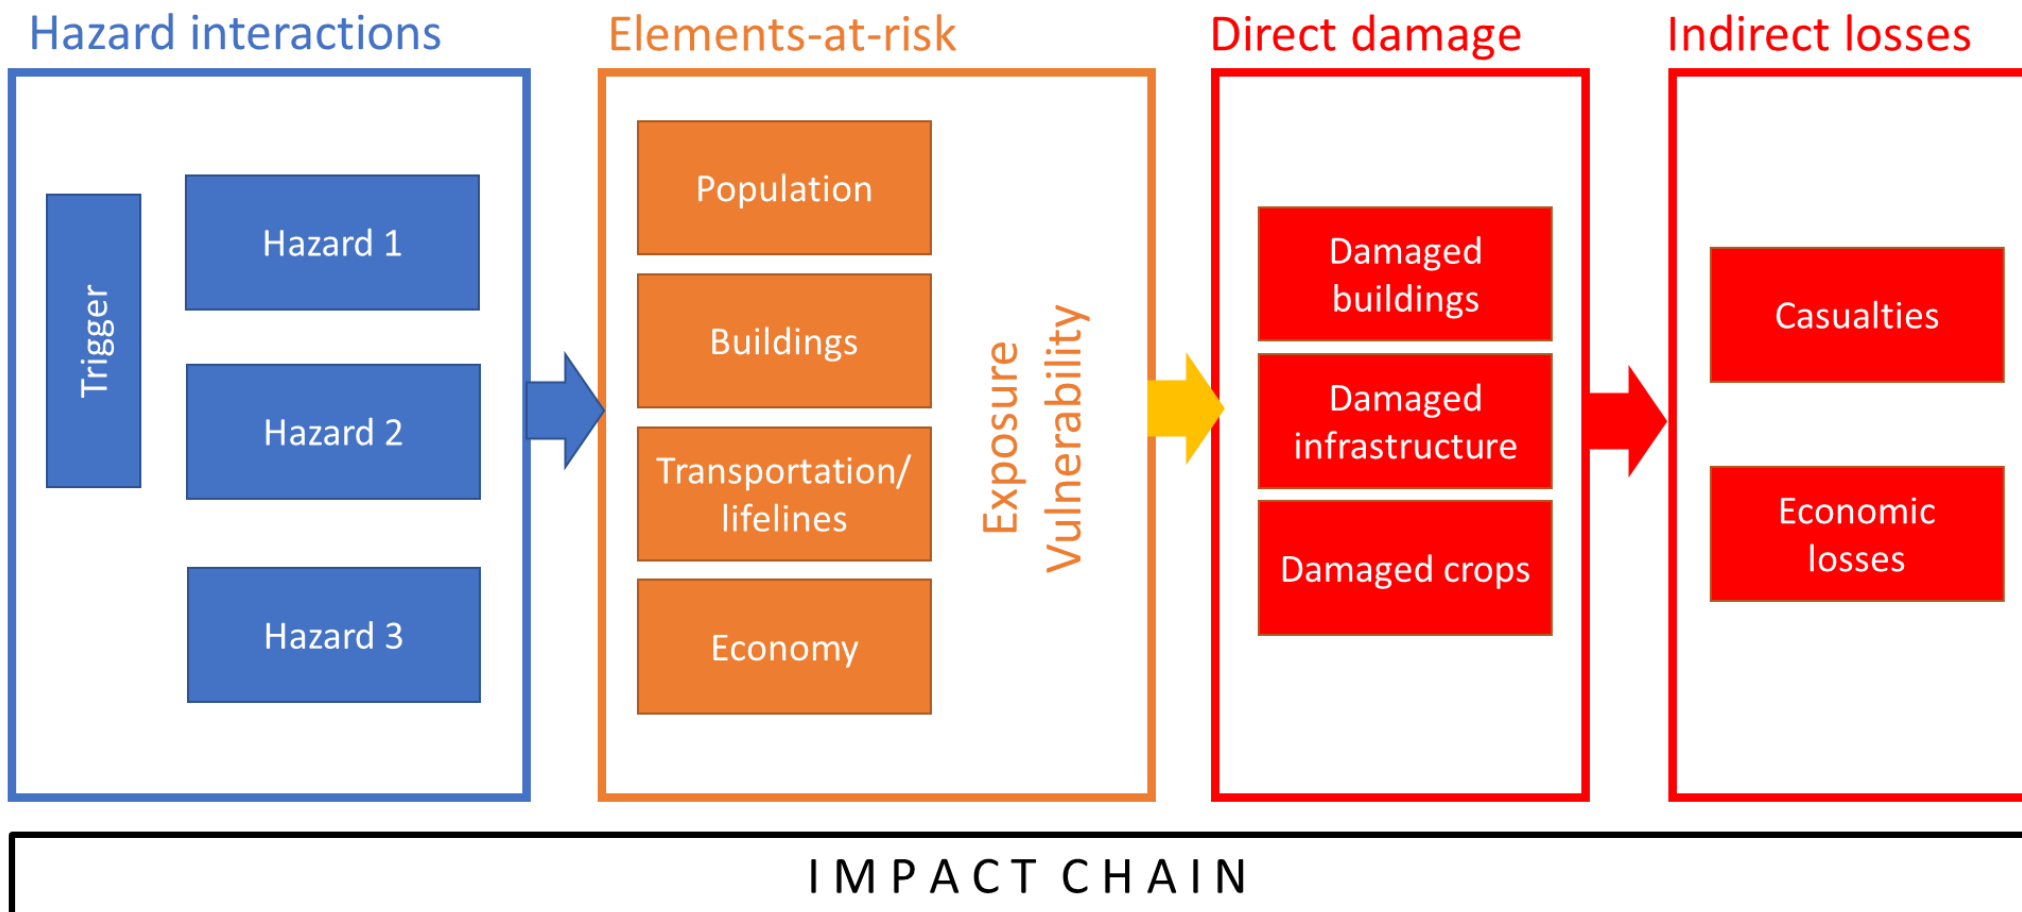 Hazard interactions
Trigger
Hazard 1
Hazard 2
Hazard 3
Elements-at-risk
Population
Buildings
Transportation/
lifelines
Economy
Exposure
Vulnerability
Direct damage
Damaged
buildings
Damaged
infrastructure
Damaged crops
Indirect losses
Casualties
Economic
losses
IMPACT CHAIN